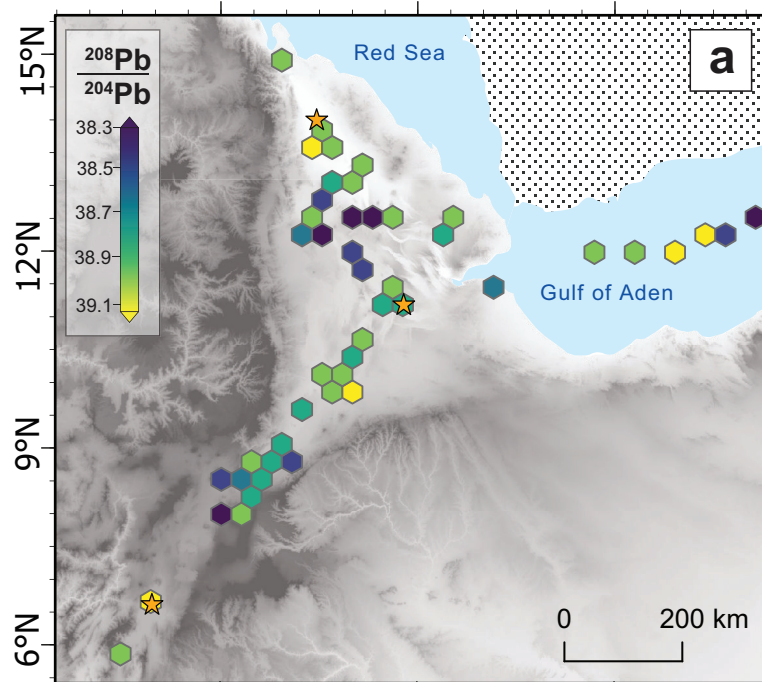 Red Sea
a
²⁰⁸Pb
²⁰⁴Pb
38.3
38.5
38.7
38.9
39.1
15°N
12°N
9°N
6°N
Gulf of Aden
0 200 km